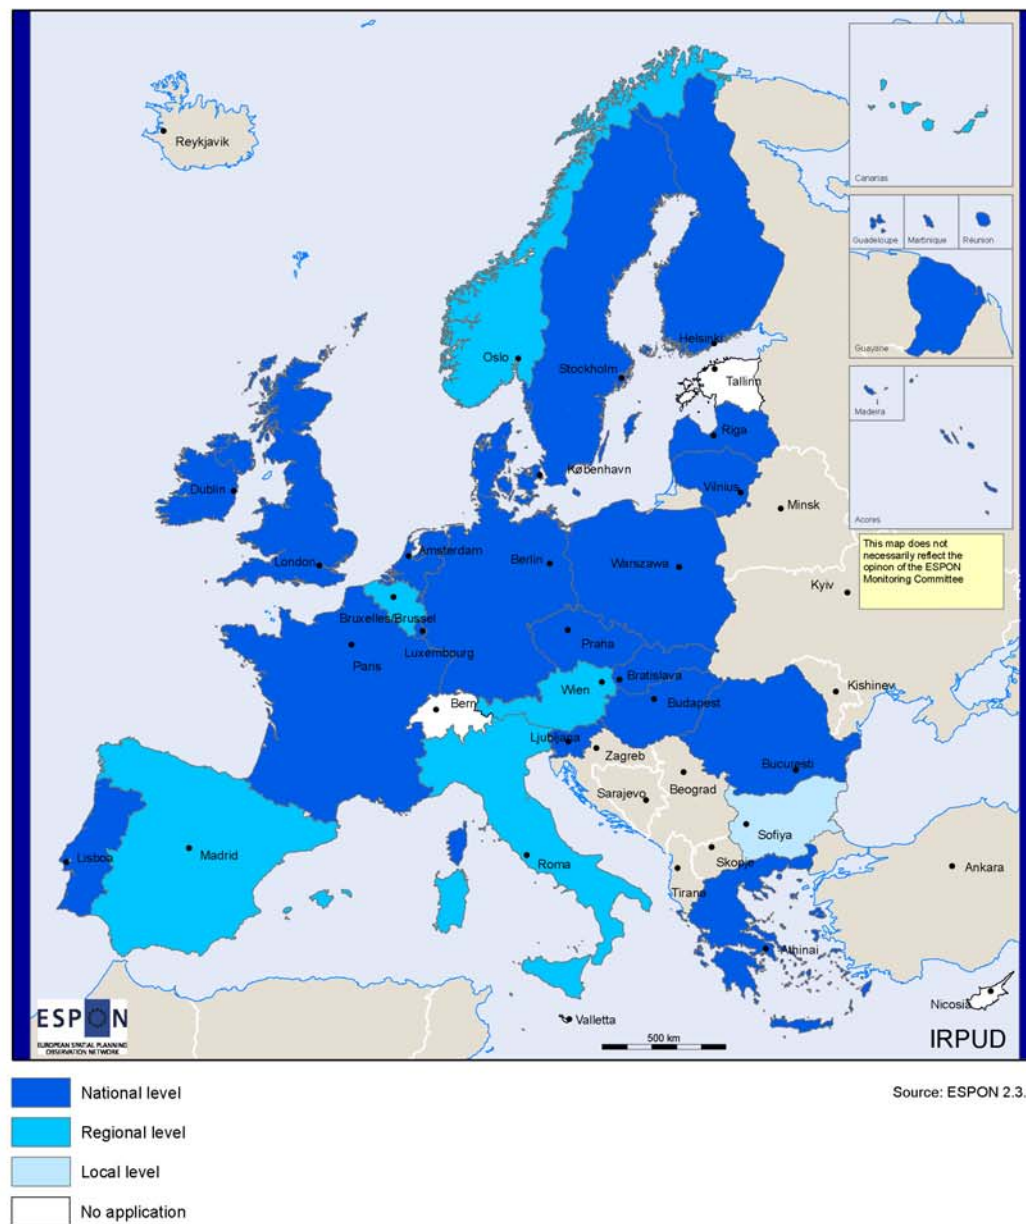 Reykjavik
Canarias
Guadeloupe
Martinique
Réunion
Guayane
Helsinki
Oslo
Stockholm
Tallinn
Madeira
Riga
København
Dublin
Vilnius
Minsk
Acores
This map does not
necessarily reflect the
opinon of the ESPON
Monitoring Committee
Amsterdam
London
Berlin
Warszawa
Kyiv
Bruxelles/Brussel
Luxembourg
Paris
Praha
Bratislava
Wien
Kishinev
Budapest
Bern
Ljubljana
Zagreb
Bucuresti
Beograd
Sarajevo
Sofiya
Skopje
Lisboa
Madrid
Roma
Tirana
Ankara
Athinai
Nicosia
Valletta
ESPON
EUROPEAN SPATIAL PLANNING
OBSERVATION NETWORK
500 km
IRPUD
National level
Source: ESPON 2.3.
Regional level
Local level
No application